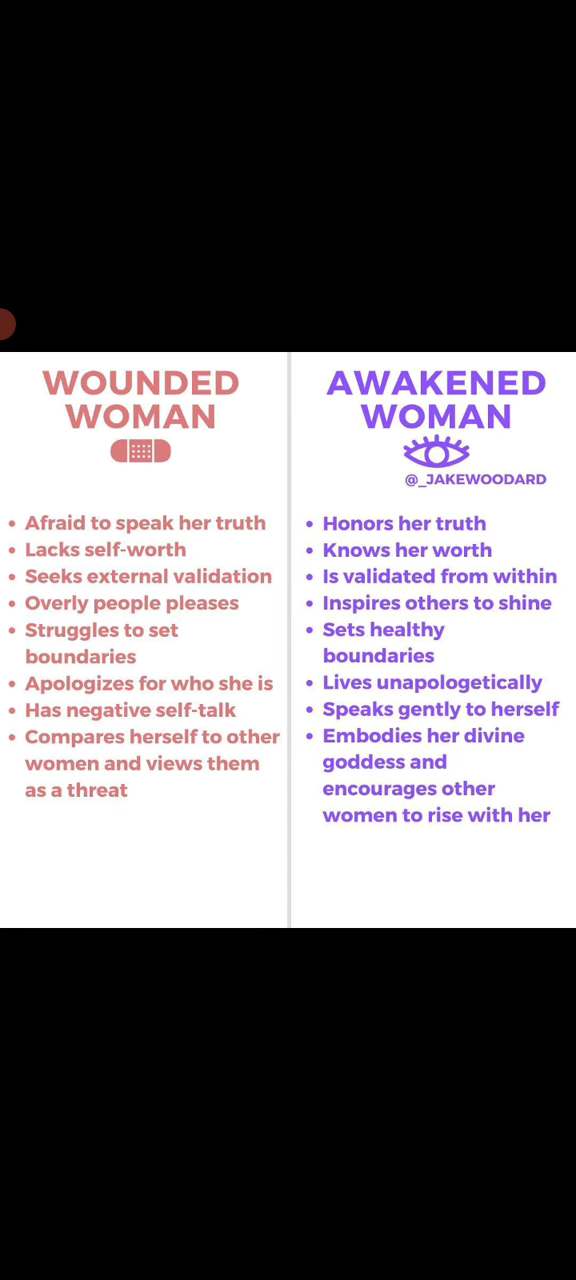 WOUNDED
WOMAN
• Afraid to speak her truth
• Lacks self-worth
• Seeks external validation
• Overly people pleases
• Struggles to set
boundaries
• Apologizes for who she is
• Has negative self-talk
• Compares herself to other
women and views them
as a threat
AWAKENED
WOMAN
@_JAKEWOODARD
• Honors her truth
• Knows her worth
• Is validated from within
• Inspires others to shine
• Sets healthy
boundaries
• Lives unapologetically
• Speaks gently to herself
• Embodies her divine
goddess and
encourages other
women to rise with her